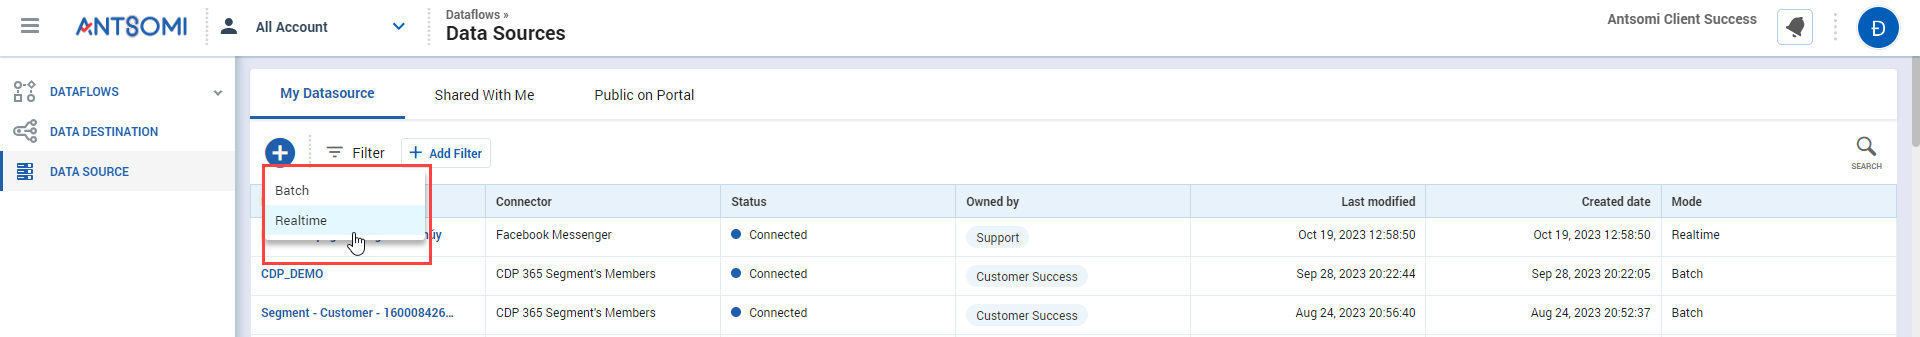 ANTSOMI
All Account
Dataflows »
Data Sources
Antsomi Client Success
Đ
DATAFLOWS
DATA DESTINATION
DATA SOURCE
My Datasource
Shared With Me
Public on Portal
Filter
Add Filter
SEARCH
Batch
Realtime
Connector
Status
Owned by
Last modified
Created date
Mode
Facebook Messenger
Connected
Support
Oct 19, 2023 12:58:50
Oct 19, 2023 12:58:50
Realtime
CDP_DEMO
CDP 365 Segment's Members
Connected
Customer Success
Sep 28, 2023 20:22:44
Sep 28, 2023 20:22:05
Batch
Segment - Customer - 160008426...
CDP 365 Segment's Members
Connected
Customer Success
Aug 24, 2023 20:56:40
Aug 24, 2023 20:52:37
Batch